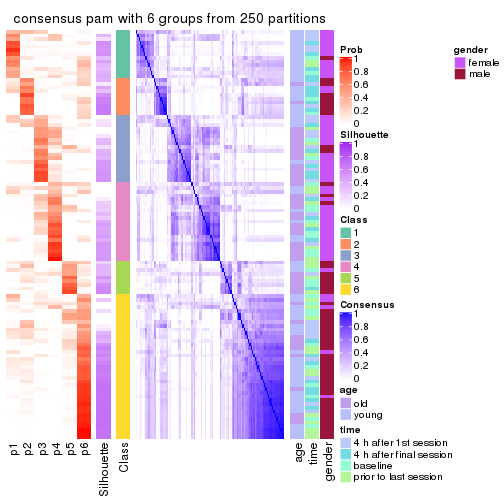 consensus pam with 6 groups from 250 partitions
p1
p2
p3
p4
p5
p6
Silhouette
Class
age
time
gender
Prob
1
0.8
0.6
0.4
0.2
0
Silhouette
1
0.8
0.6
0.4
0.2
0
Class
1
2
3
4
5
6
Consensus
1
0.8
0.6
0.4
0.2
0
age
old
young
time
4 h after 1st session
4 h after final session
baseline
prior to last session
gender
female
male